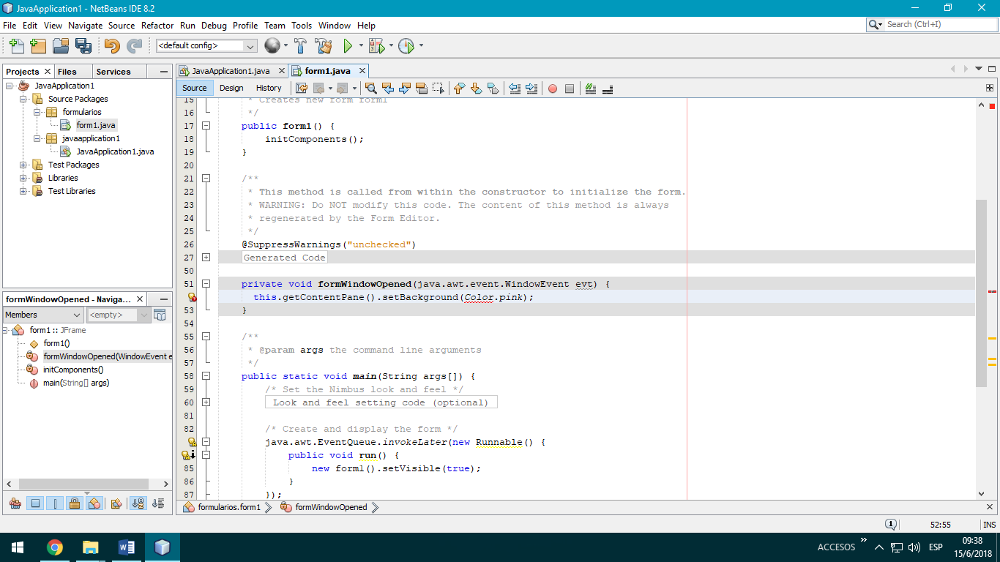 JavaApplication1 - NetBeans IDE 8.2
File Edit View Navigate Source Refactor Run Debug Profile Team Tools Window Help
Search (Ctrl+I)
<default config>
Projects Files Services
JavaApplication1
Source Packages
formularios
form1.java
javaapplication1
JavaApplication1.java
Test Packages
Libraries
Test Libraries
formWindowOpened - Naviga...
Members <empty>
form1 :: JFrame
form1()
formWindowOpened(WindowEvent e
initComponents()
main(String[] args)
JavaApplication1.java form1.java
Source Design History
15 * Creates new form form1
16 */
17 public form1() {
18 initComponents();
19 }
20
21 /**
22 * This method is called from within the constructor to initialize the form.
23 * WARNING: Do NOT modify this code. The content of this method is always
24 * regenerated by the Form Editor.
25 */
26 @SuppressWarnings("unchecked")
27 Generated Code
50
51 private void formWindowOpened(java.awt.event.WindowEvent evt) {
this.getContentPane().setBackground(Color.pink);
53 }
54
55 /**
56 * @param args the command line arguments
57 */
58 public static void main(String args[]) {
59 /* Set the Nimbus look and feel */
60 Look and feel setting code (optional)
81
82 /* Create and display the form */
java.awt.EventQueue.invokeLater(new Runnable() {
public void run() {
85 new form1().setVisible(true);
86 }
87 });
formularios.form1 formWindowOpened
1 52:55 INS
ACCESOS ESP 09:38
15/6/2018